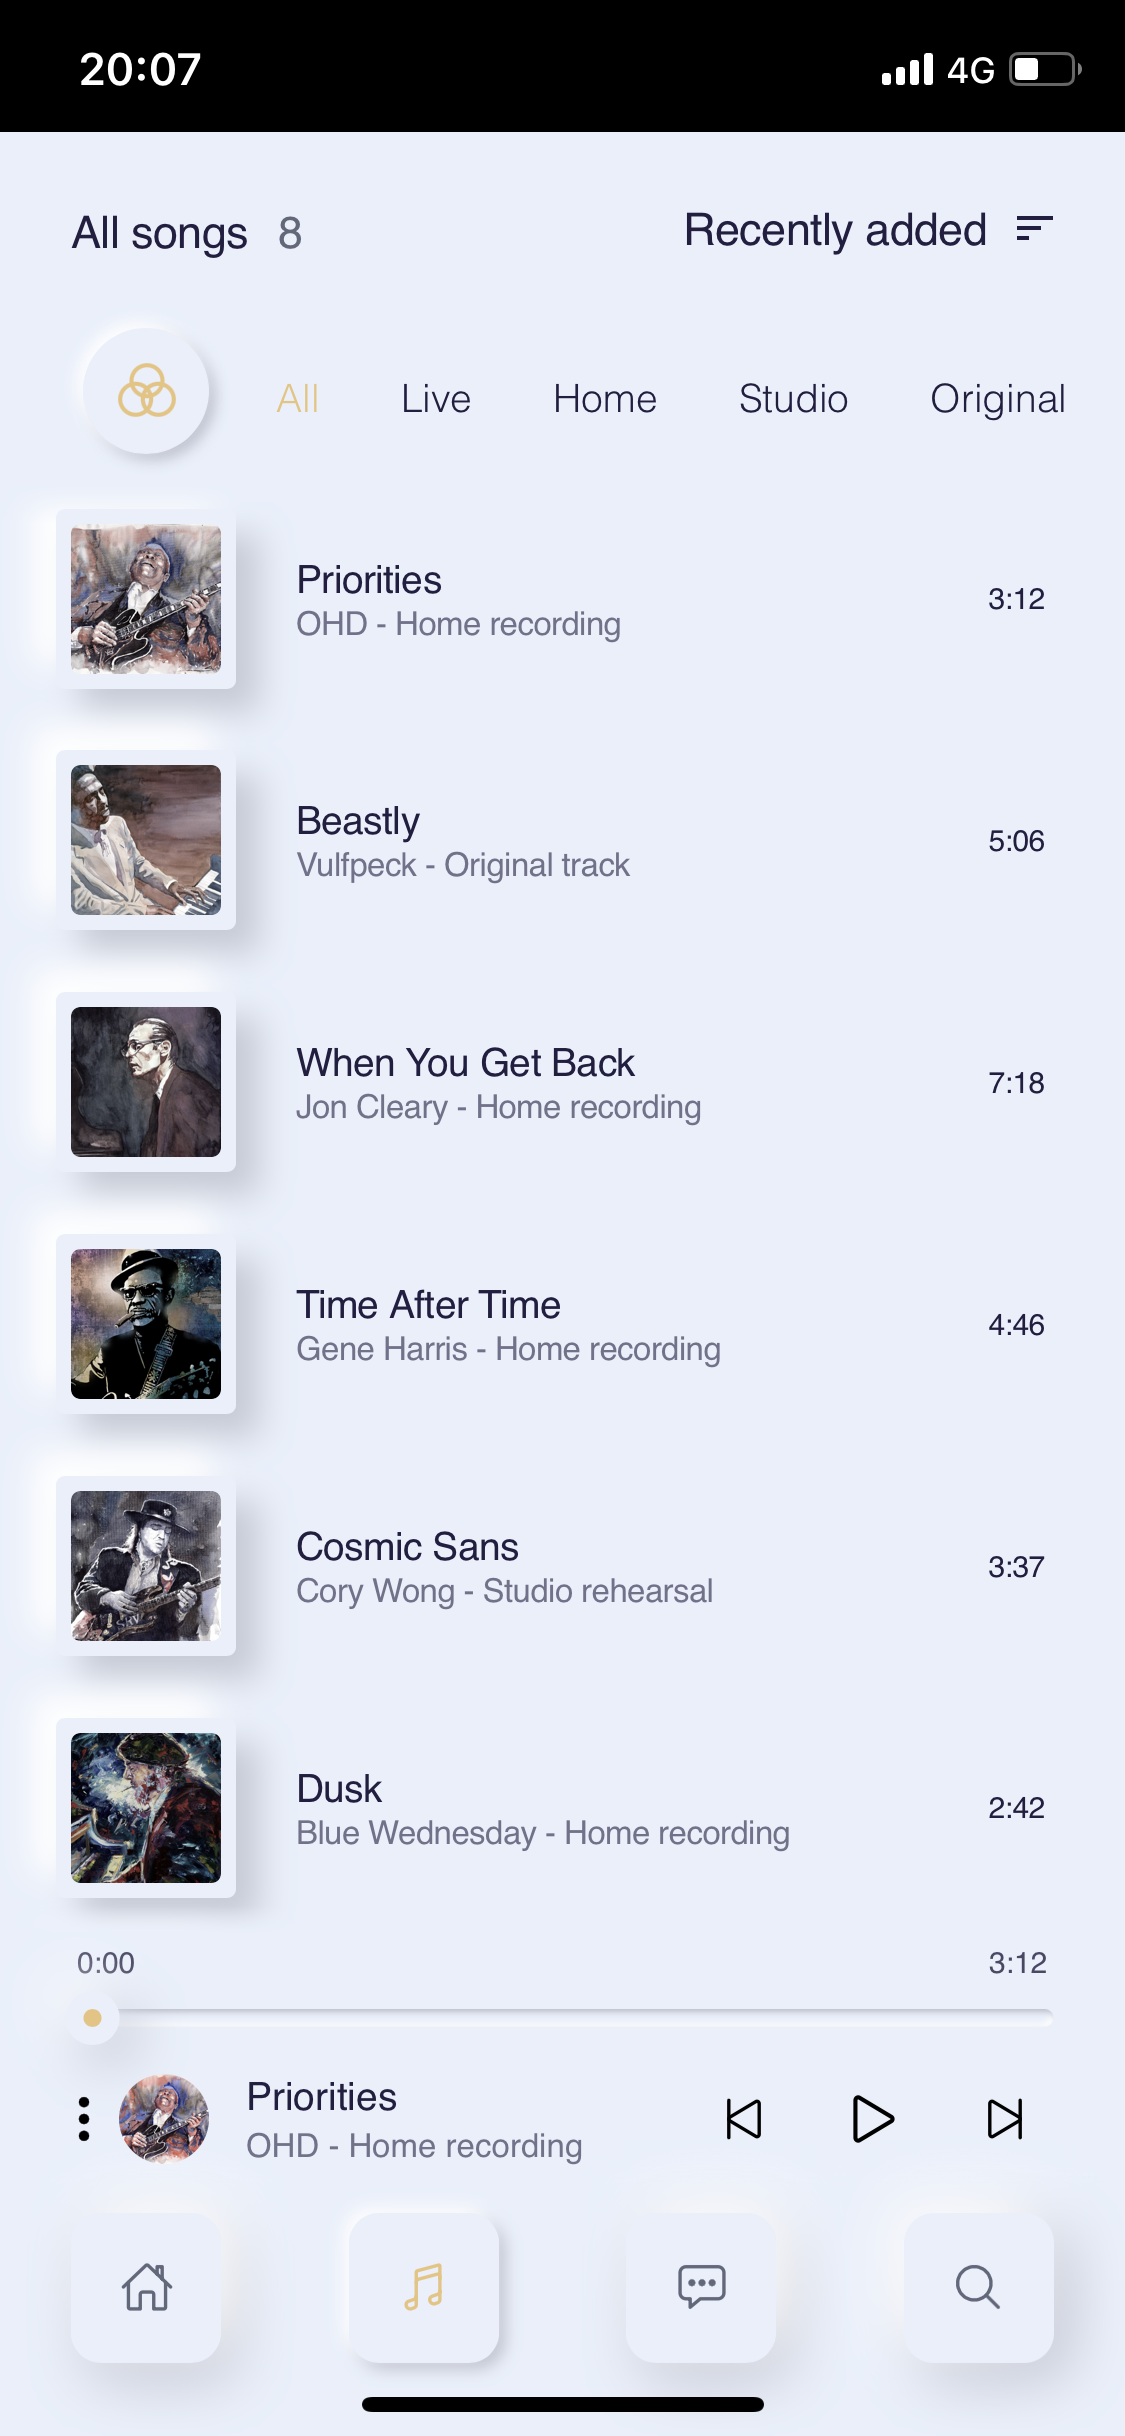 20:07 4G
All songs 8 Recently added
All Live Home Studio Original
Priorities
OHD - Home recording
3:12
Beastly
Vulfpeck - Original track
5:06
When You Get Back
Jon Cleary - Home recording
7:18
Time After Time
Gene Harris - Home recording
4:46
Cosmic Sans
Cory Wong - Studio rehearsal
3:37
Dusk
Blue Wednesday - Home recording
2:42
0:00 3:12
Priorities
OHD - Home recording